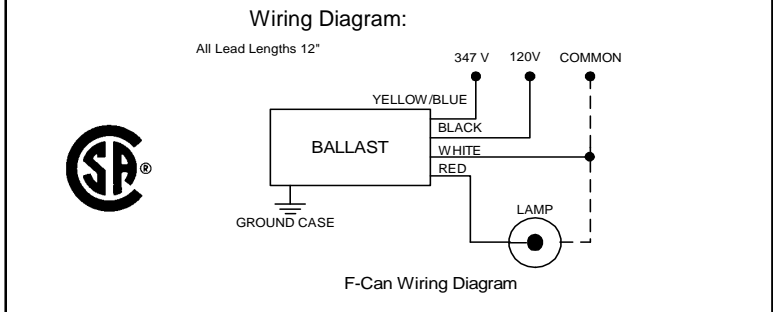 Wiring Diagram:
All Lead Lengths 12"
347 V 120V COMMON
YELLOW/BLUE
BLACK
BALLAST
WHITE
RED
SA ®
GROUND CASE
LAMP
F-Can Wiring Diagram